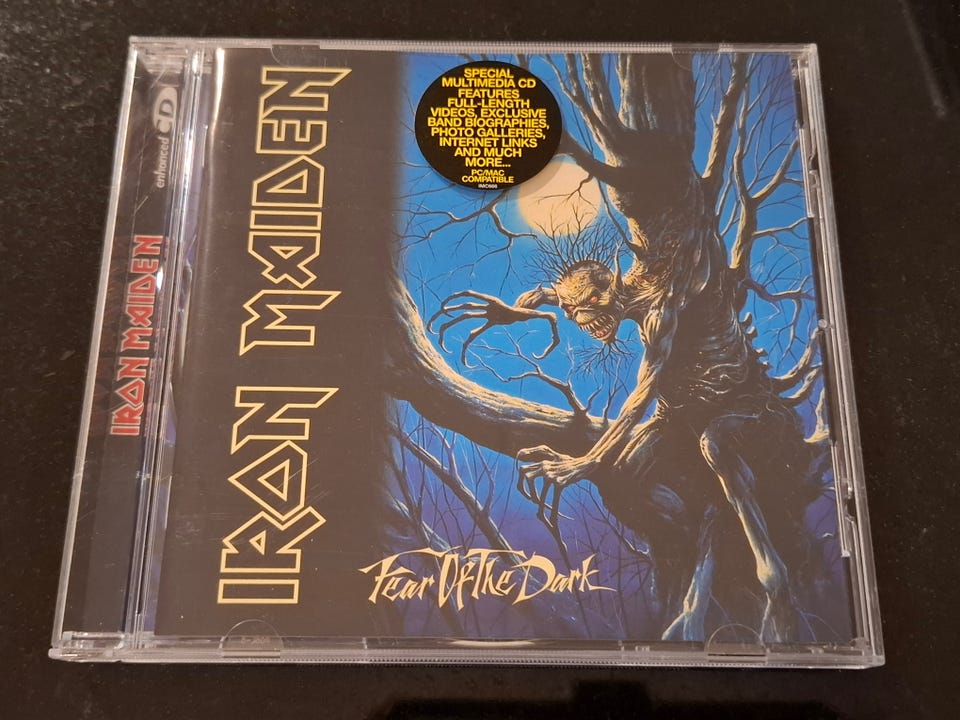 enhanced CD
IRON MAIDEN
IRON MAIDEN
SPECIAL
MULTIMEDIA CD
FEATURES
FULL-LENGTH
VIDEOS, EXCLUSIVE
BAND BIOGRAPHIES,
PHOTO GALLERIES,
INTERNET LINKS
AND MUCH
MORE...
PC/MAC
COMPATIBLE
IMC666
Fear Of The Dark